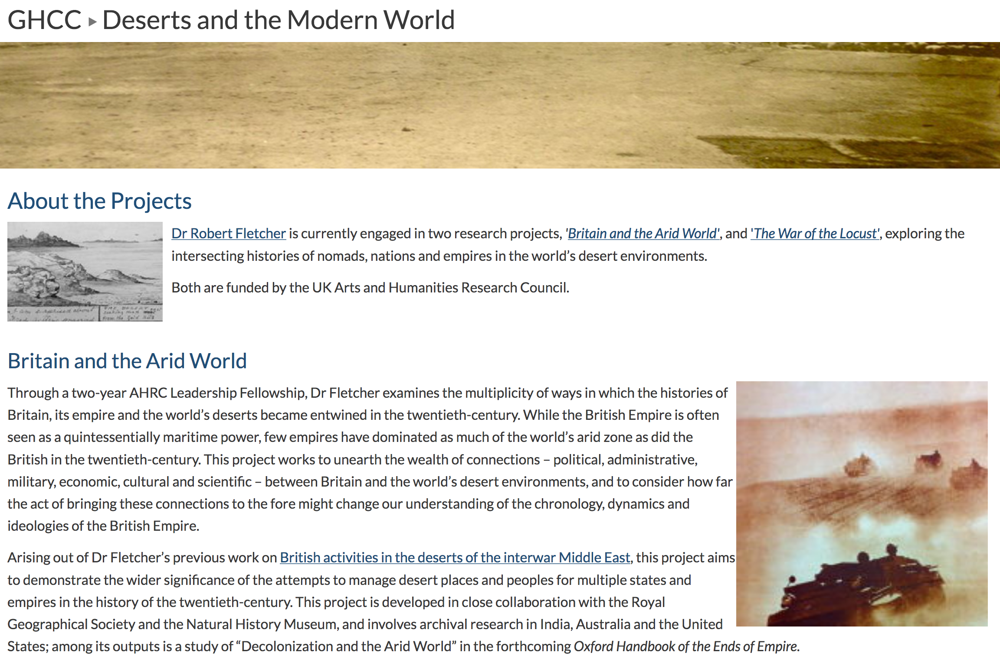 GHCC ▸ Deserts and the Modern World
About the Projects
Dr Robert Fletcher is currently engaged in two research projects, 'Britain and the Arid World', and 'The War of the Locust', exploring the
intersecting histories of nomads, nations and empires in the world’s desert environments.
Both are funded by the UK Arts and Humanities Research Council.
Britain and the Arid World
Through a two-year AHRC Leadership Fellowship, Dr Fletcher examines the multiplicity of ways in which the histories of
Britain, its empire and the world’s deserts became entwined in the twentieth-century. While the British Empire is often
seen as a quintessentially maritime power, few empires have dominated as much of the world’s arid zone as did the
British in the twentieth-century. This project works to unearth the wealth of connections – political, administrative,
military, economic, cultural and scientific – between Britain and the world’s desert environments, and to consider how far
the act of bringing these connections to the fore might change our understanding of the chronology, dynamics and
ideologies of the British Empire.
Arising out of Dr Fletcher’s previous work on British activities in the deserts of the interwar Middle East, this project aims
to demonstrate the wider significance of the attempts to manage desert places and peoples for multiple states and
empires in the history of the twentieth-century. This project is developed in close collaboration with the Royal
Geographical Society and the Natural History Museum, and involves archival research in India, Australia and the United
States; among its outputs is a study of “Decolonization and the Arid World” in the forthcoming Oxford Handbook of the Ends of Empire.